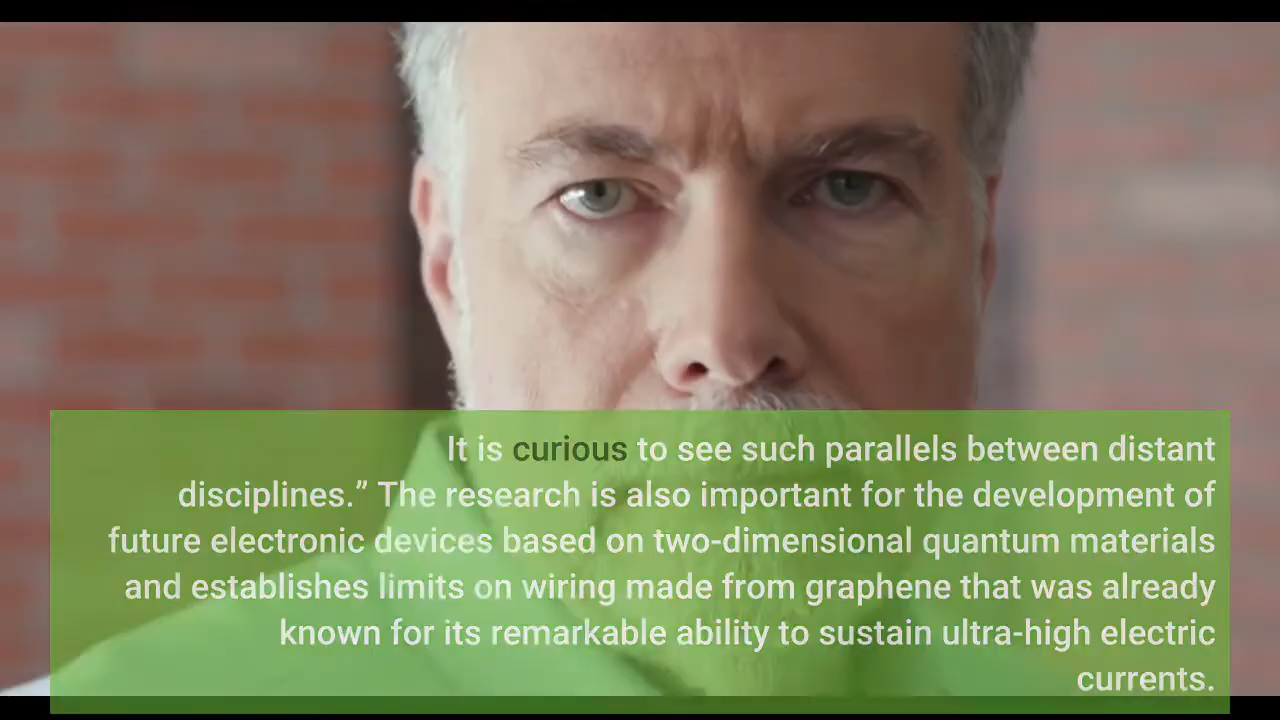 It is curious to see such parallels between distant
disciplines.” The research is also important for the development of
future electronic devices based on two-dimensional quantum materials
and establishes limits on wiring made from graphene that was already
known for its remarkable ability to sustain ultra-high electric
currents.